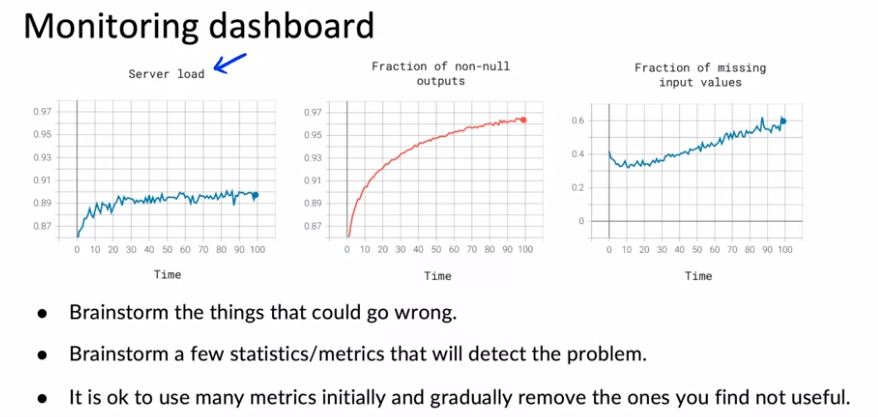 Monitoring dashboard
Server load
0.97
0.95
0.93
0.91
0.89
0.87
0 10 20 30 40 50 60 70 80 90 100
Time
Fraction of non-null
outputs
0.97
0.95
0.93
0.91
0.89
0.87
0 10 20 30 40 50 60 70 80 90 100
Time
Fraction of missing
input values
0.6
0.4
0.2
0
0 10 20 30 40 50 60 70 80 90 100
Time
● Brainstorm the things that could go wrong.
● Brainstorm a few statistics/metrics that will detect the problem.
● It is ok to use many metrics initially and gradually remove the ones you find not useful.